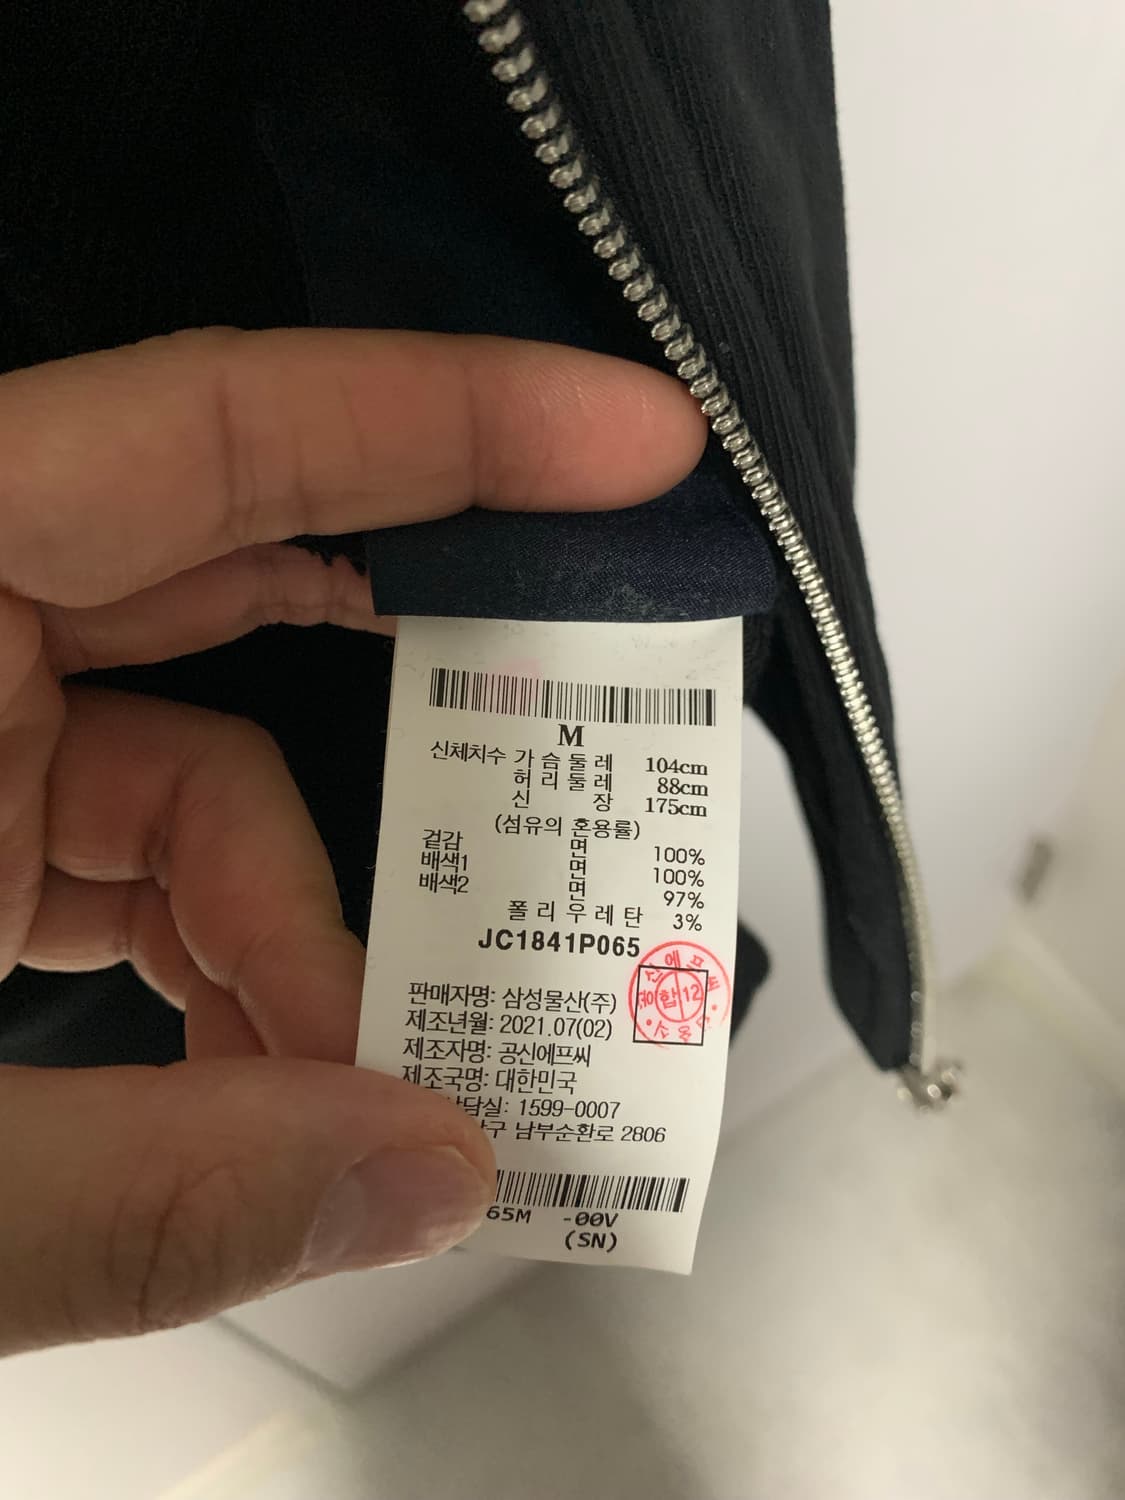 M
신체치수 가슴둘레 104cm
허리둘레 88cm
신장 175cm
(섬유의 혼용률)
겉감 면 100%
배색1 면 100%
배색2 면 97%
폴리우레탄 3%
JC1841P065
합 12
판매자명: 삼성물산(주)
제조년월: 2021.07(02)
제조자명: 공신에프씨
제조국명: 대한민국
담실: 1599-0007
구 남부순환로 2806
65M -00V
(SN)